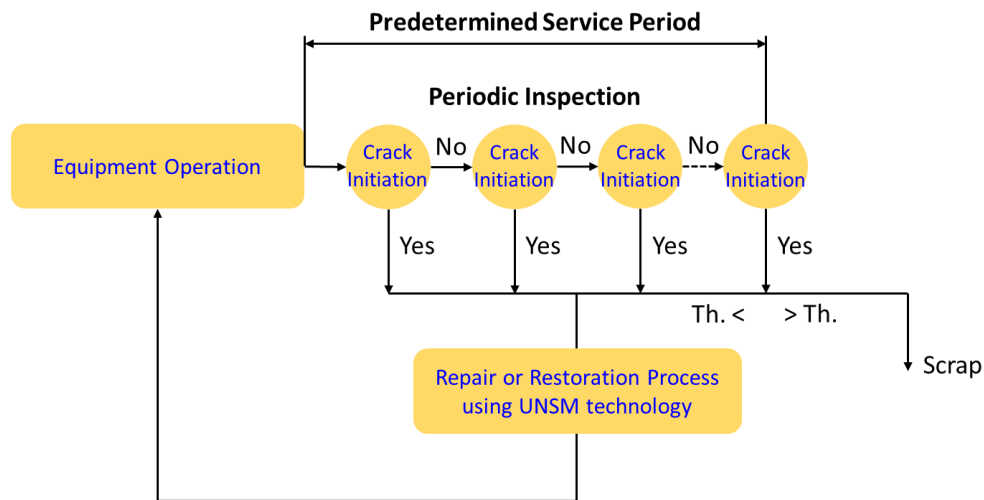 Predetermined Service Period
Periodic Inspection
Equipment Operation
Crack
Initiation
No
Crack
Initiation
No
Crack
Initiation
No
Crack
Initiation
Yes
Yes
Yes
Yes
Th. <
> Th.
Scrap
Repair or Restoration Process
using UNSM technology